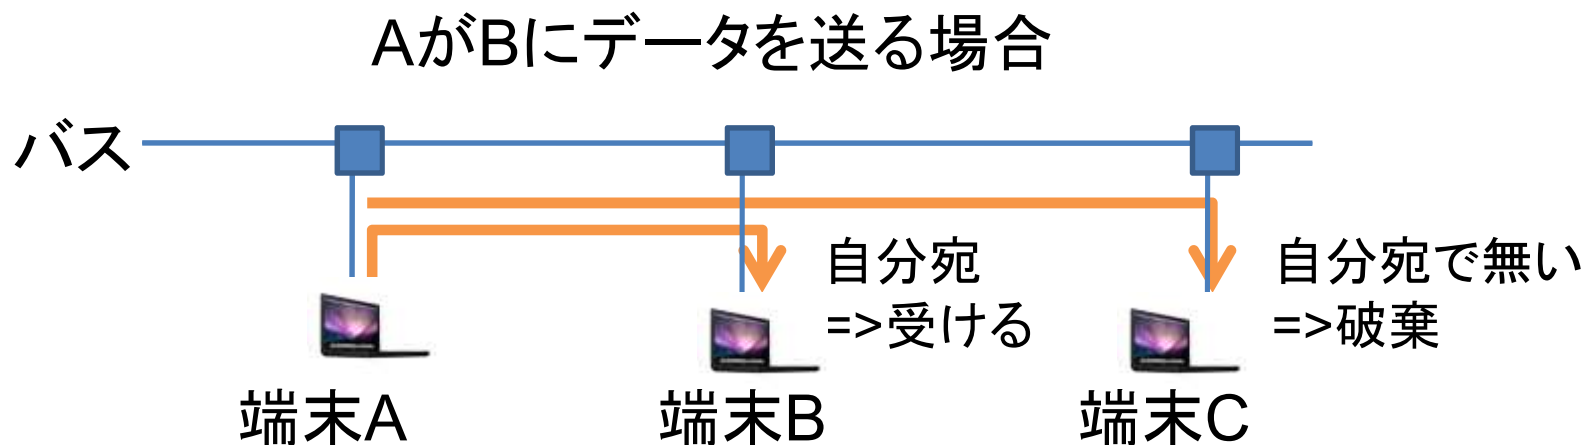 AがBにデータを送る場合
バス
自分宛
=>受ける
自分宛で無い
=>破棄
端末A
端末B
端末C